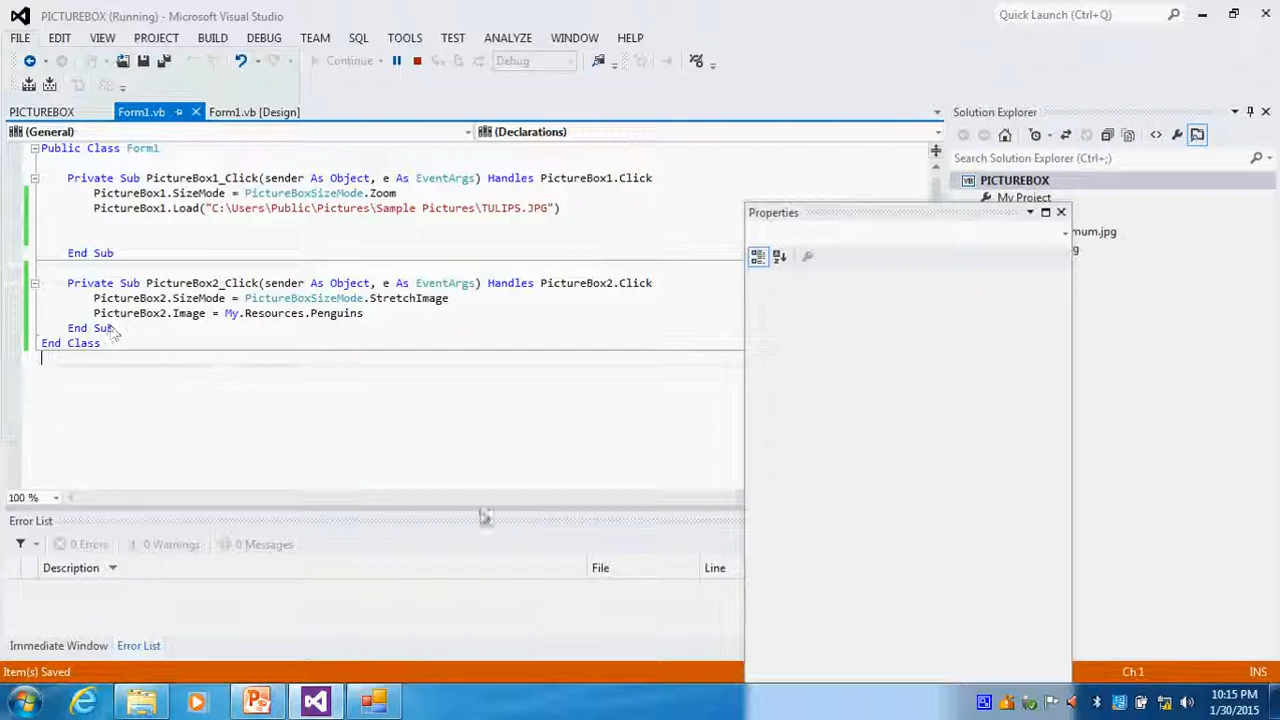 PICTUREBOX (Running) - Microsoft Visual Studio
Quick Launch (Ctrl+Q)
FILE EDIT VIEW PROJECT BUILD DEBUG TEAM SQL TOOLS TEST ANALYZE WINDOW HELP
Continue Debug
PICTUREBOX Form1.vb Form1.vb [Design]
Solution Explorer
(General) (Declarations)
Search Solution Explorer (Ctrl+;)
PICTUREBOX
My Project
mum.jpg
Properties
Public Class Form1
Private Sub PictureBox1_Click(sender As Object, e As EventArgs) Handles PictureBox1.Click
PictureBox1.SizeMode = PictureBoxSizeMode.Zoom
PictureBox1.Load("C:\Users\Public\Pictures\Sample Pictures\TULIPS.JPG")
End Sub
Private Sub PictureBox2_Click(sender As Object, e As EventArgs) Handles PictureBox2.Click
PictureBox2.SizeMode = PictureBoxSizeMode.StretchImage
PictureBox2.Image = My.Resources.Penguins
End Sub
End Class
100 %
Error List
0 Errors 0 Warnings 0 Messages
Description File Line
Immediate Window Error List
Item(s) Saved Ch 1 INS
10:15 PM
1/30/2015